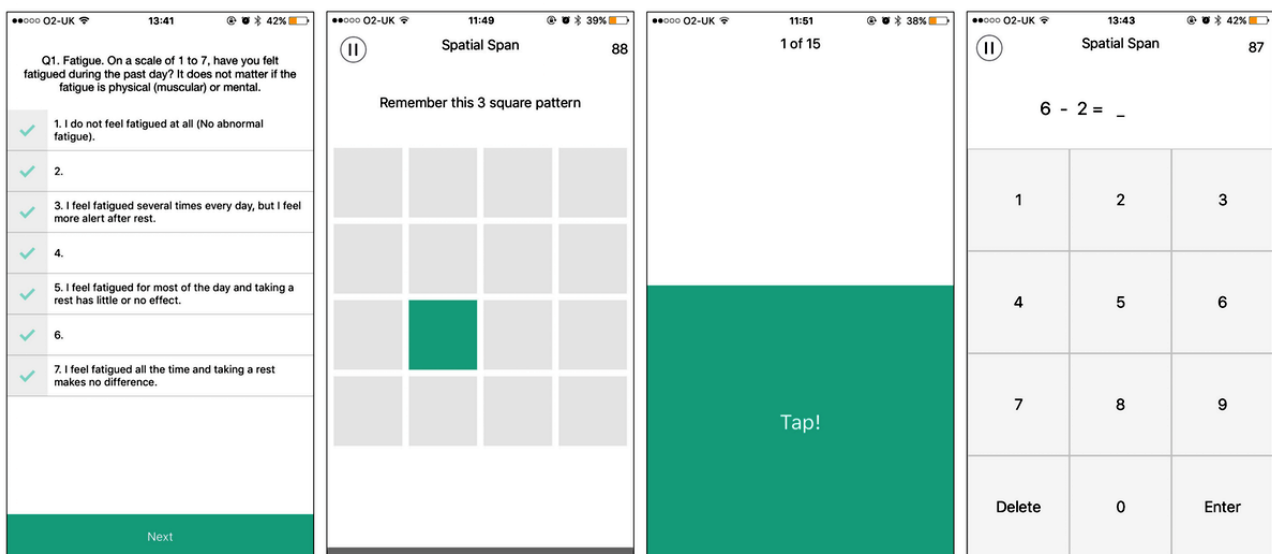 ●●○○○ O2-UK 13:41 42%
Q1. Fatigue. On a scale of 1 to 7, have you felt
fatigued during the past day? It does not matter if the
fatigue is physical (muscular) or mental.
1. I do not feel fatigued at all (No abnormal
fatigue).
2.
3. I feel fatigued several times every day, but I feel
more alert after rest.
4.
5. I feel fatigued for most of the day and taking a
rest has little or no effect.
6.
7. I feel fatigued all the time and taking a rest
makes no difference.
Next
●●○○○ O2-UK 11:49 39%
Spatial Span 88
Remember this 3 square pattern
●●○○○ O2-UK 11:51 38%
1 of 15
Tap!
●●○○○ O2-UK 13:43 42%
Spatial Span 87
6 - 2 = _
1 2 3
4 5 6
7 8 9
Delete 0 Enter